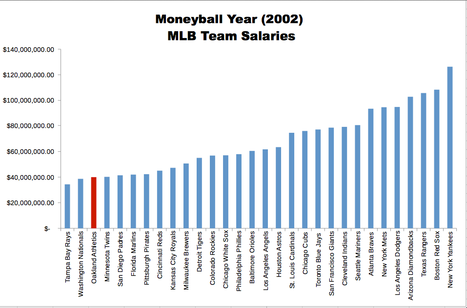 Moneyball Year (2002)
MLB Team Salaries
$140,000,000.00
$120,000,000.00
$100,000,000.00
$80,000,000.00
$60,000,000.00
$40,000,000.00
$20,000,000.00
$-
Tampa Bay Rays
Washington Nationals
Oakland Athletics
Minnesota Twins
San Diego Padres
Florida Marlins
Pittsburgh Pirates
Cincinnati Reds
Kansas City Royals
Milwaukee Brewers
Detroit Tigers
Colorado Rockies
Chicago White Sox
Philadelphia Phillies
Baltimore Orioles
Los Angeles Angels
Houston Astros
St. Louis Cardinals
Chicago Cubs
Toronto Blue Jays
San Francisco Giants
Cleveland Indians
Seattle Mariners
Atlanta Braves
New York Mets
Los Angeles Dodgers
Arizona Diamondbacks
Texas Rangers
Boston Red Sox
New York Yankees